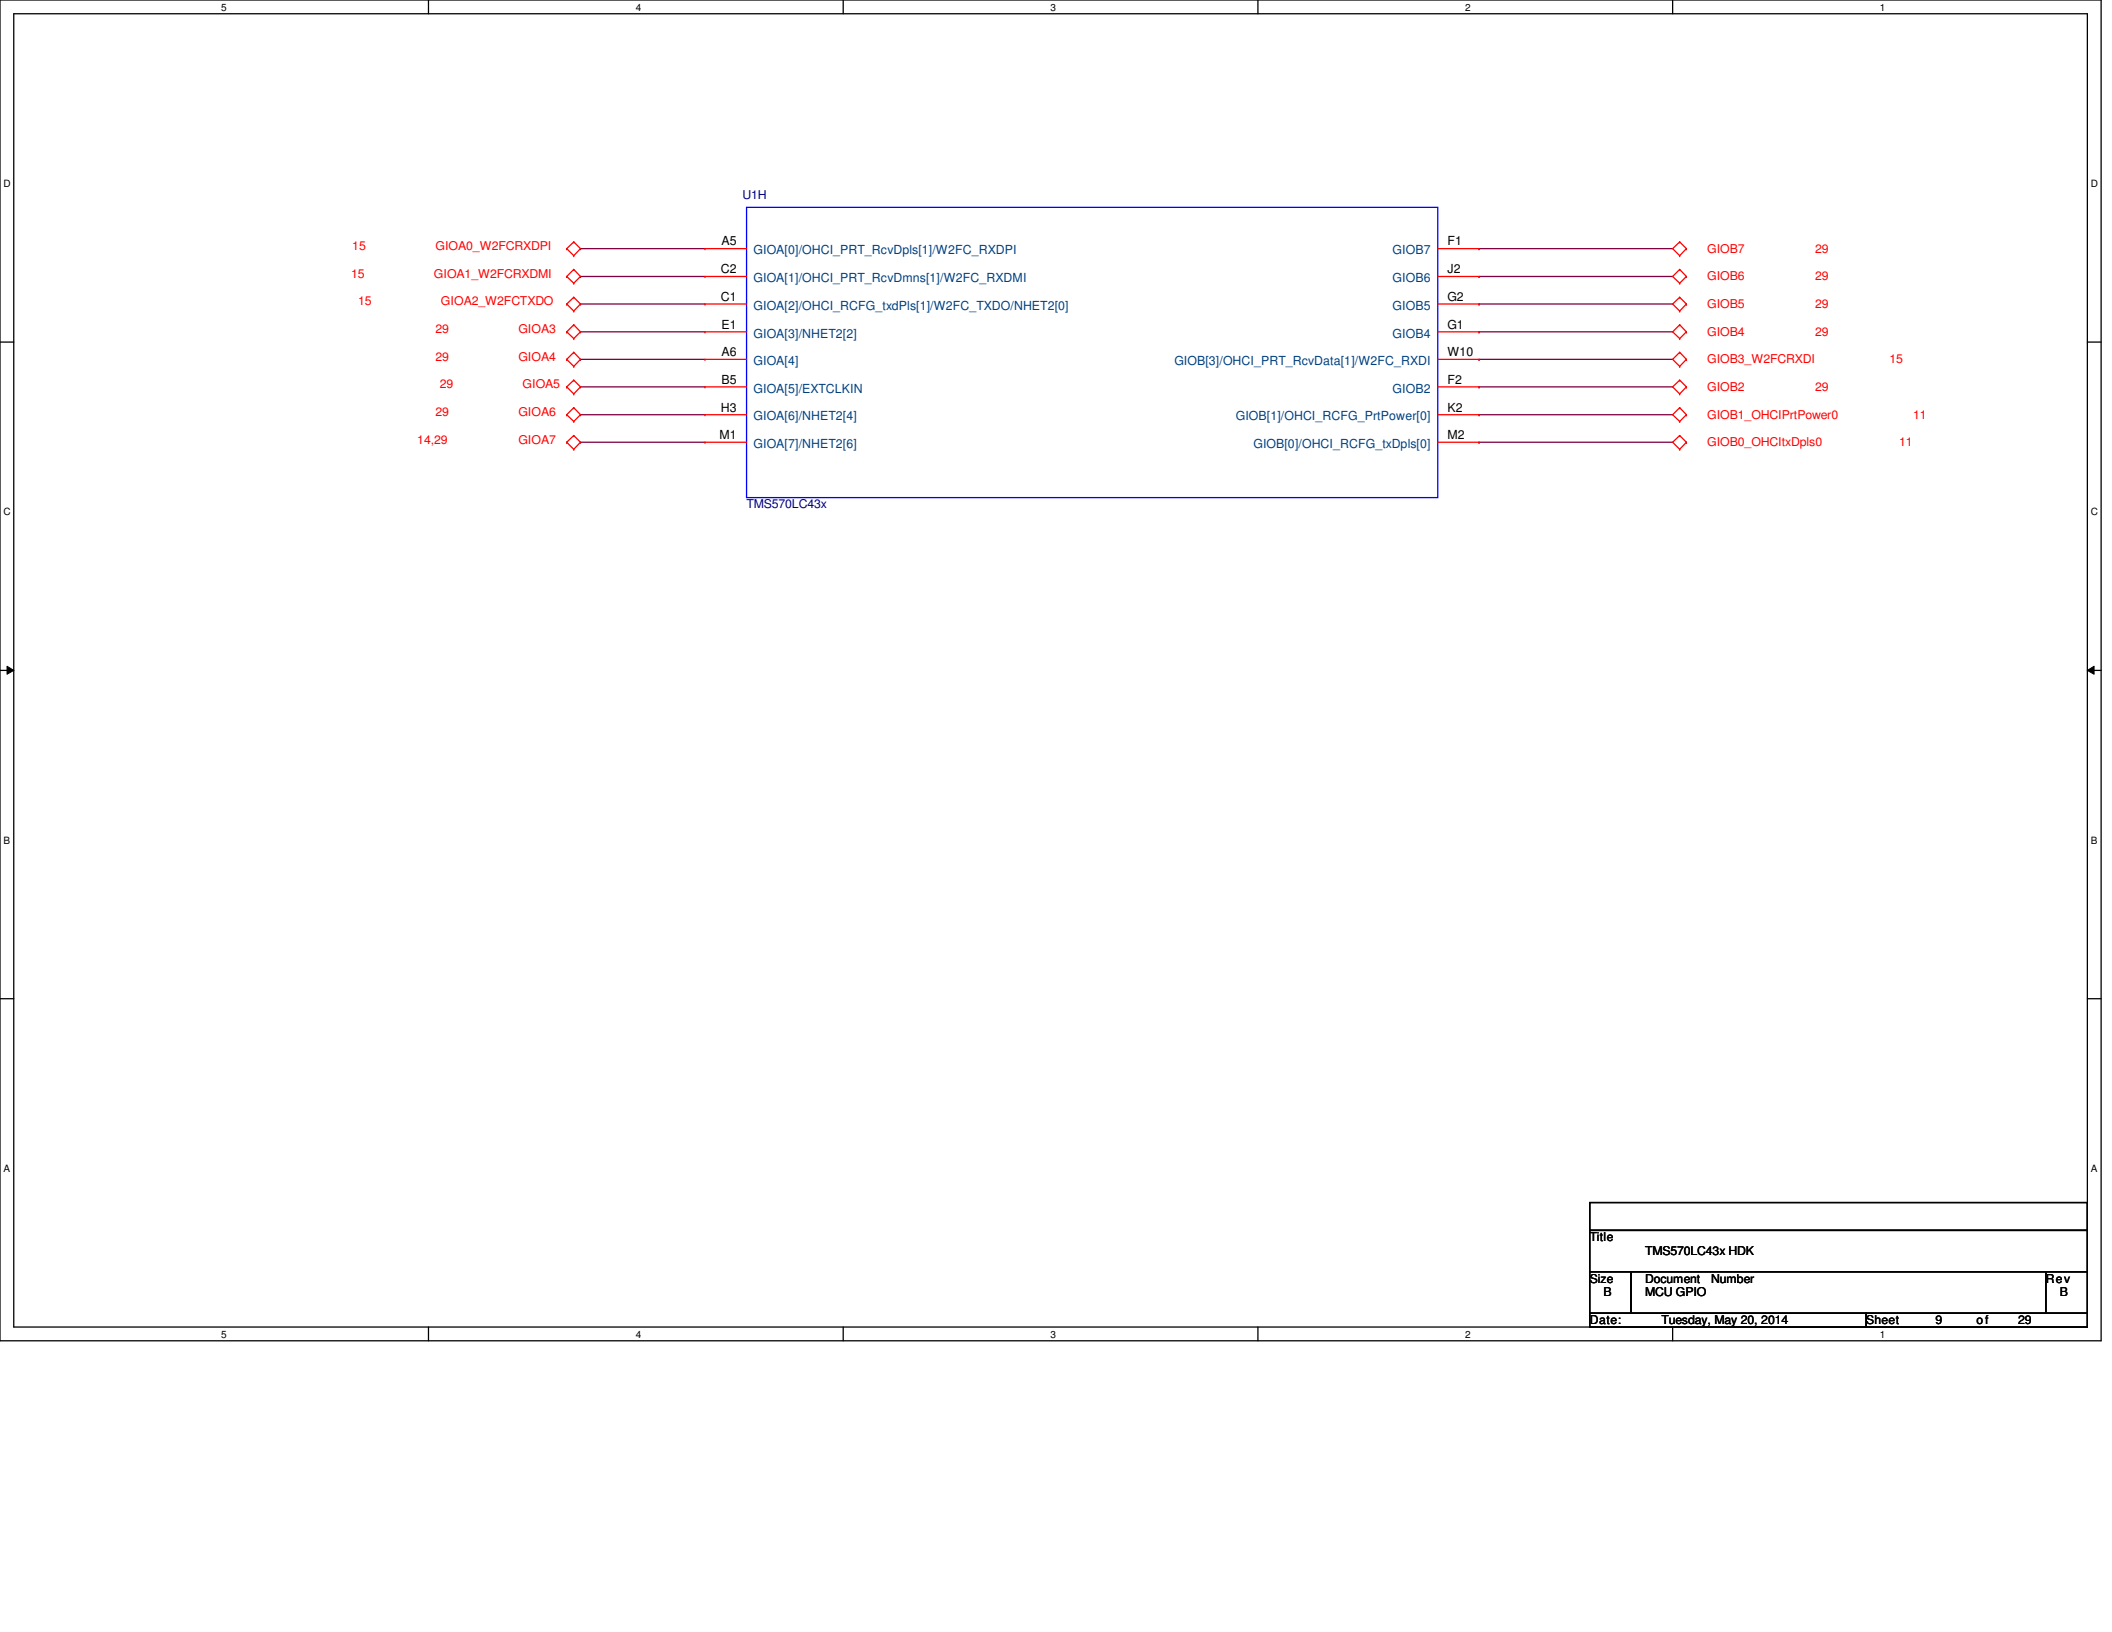 5 4 3 2 1
D D
U1H
15 GIOA0_W2FCRXDPI A5 GIOA[0]/OHCI_PRT_RcvDpls[1]/W2FC_RXDPI GIOB7 F1 GIOB7 29
15 GIOA1_W2FCRXDMI C2 GIOA[1]/OHCI_PRT_RcvDmns[1]/W2FC_RXDMI GIOB6 J2 GIOB6 29
15 GIOA2_W2FCTXDO C1 GIOA[2]/OHCI_RCFG_txdPls[1]/W2FC_TXDO/NHET2[0] GIOB5 G2 GIOB5 29
29 GIOA3 E1 GIOA[3]/NHET2[2] GIOB4 G1 GIOB4 29
29 GIOA4 A6 GIOA[4] GIOB[3]/OHCI_PRT_RcvData[1]/W2FC_RXDI W10 GIOB3_W2FCRXDI 15
29 GIOA5 B5 GIOA[5]/EXTCLKIN GIOB2 F2 GIOB2 29
29 GIOA6 H3 GIOA[6]/NHET2[4] GIOB[1]/OHCI_RCFG_PrtPower[0] K2 GIOB1_OHCIPrtPower0 11
14,29 GIOA7 M1 GIOA[7]/NHET2[6] GIOB[0]/OHCI_RCFG_txDpls[0] M2 GIOB0_OHCItxDpls0 11
TMS570LC43x
C C
B B
A A
Title
TMS570LC43x HDK
Size Document Number Rev
B MCU GPIO B
Date: Tuesday, May 20, 2014 Sheet 9 of 29
5 4 3 2 1